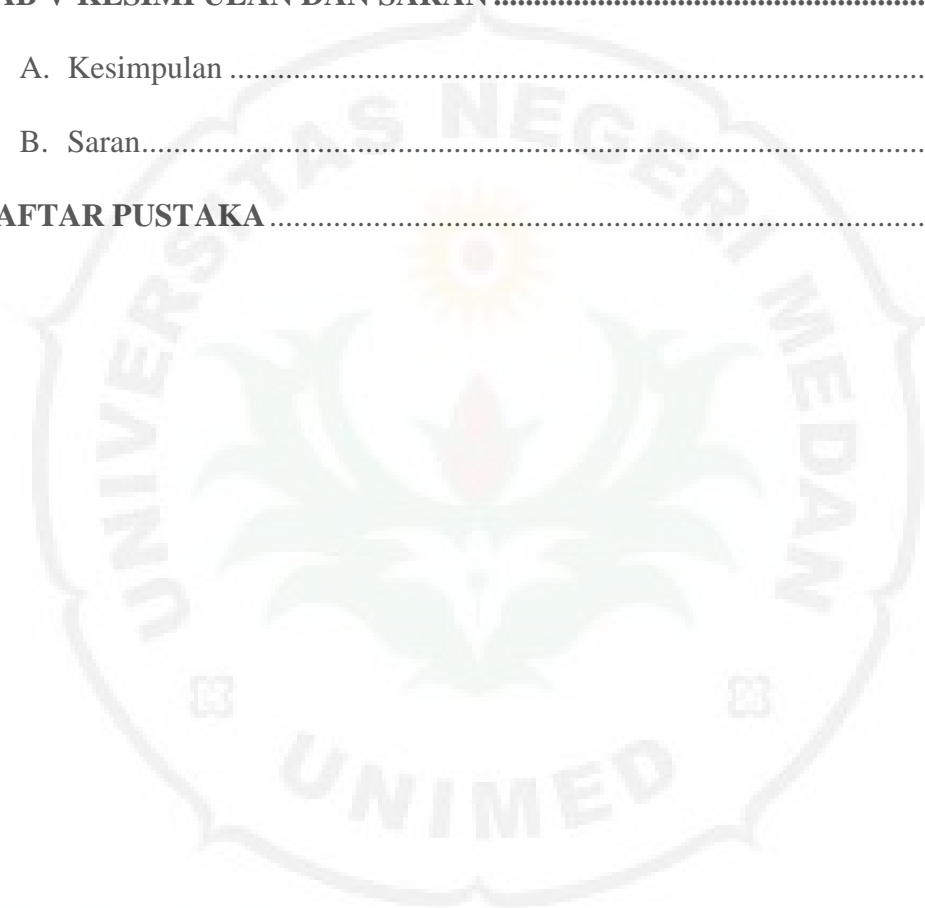 AB V KESIMPULAN DAN SARAN........................................................
A. Kesimpulan ........................................................................................
B. Saran...................................................................................................
AFTAR PUSTAKA..................................................................................
UNIVERSITAS NEGERI MEDAN
UNIMED